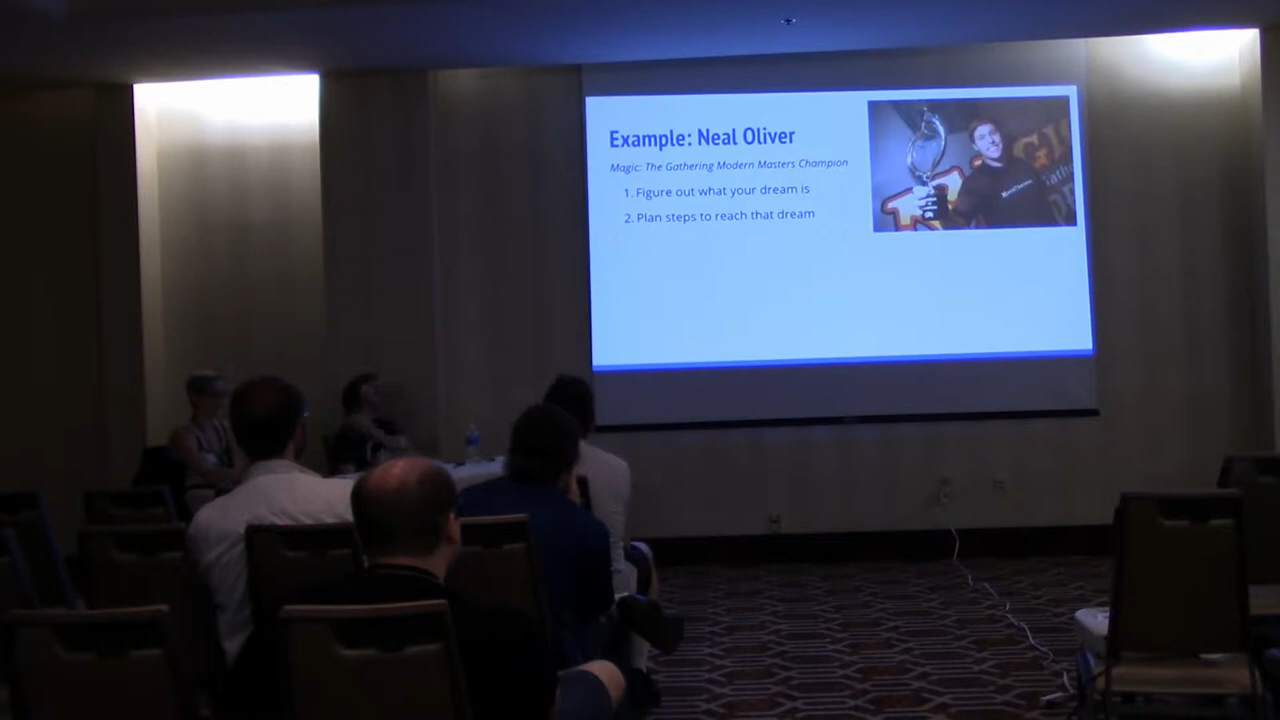 Example: Neal Oliver
Magic: The Gathering Modern Masters Champion
1. Figure out what your dream is
2. Plan steps to reach that dream